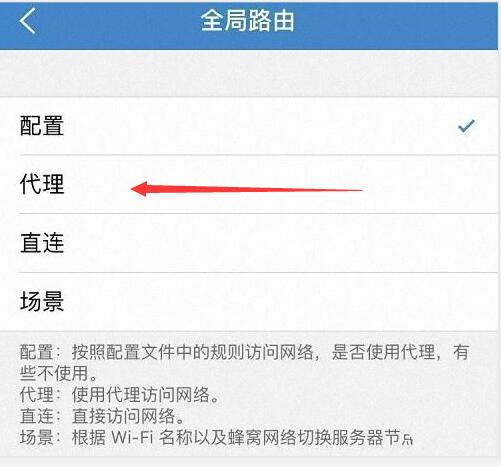 全局路由
配置
代理
直连
场景
配置：按照配置文件中的规则访问网络，是否使用代理，有
些不使用。
代理：使用代理访问网络。
直连：直接访问网络。
场景：根据 Wi-Fi 名称以及蜂窝网络切换服务器节点。